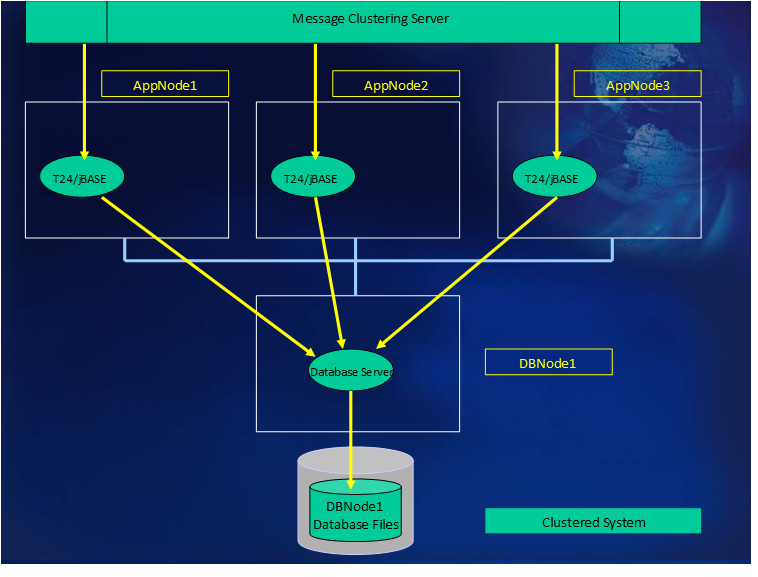 Message Clustering Server
AppNode1
AppNode2
AppNode3
T24/jBASE
T24/jBASE
T24/jBASE
DBNode1
Database Server
DBNode1
Database Files
Clustered System